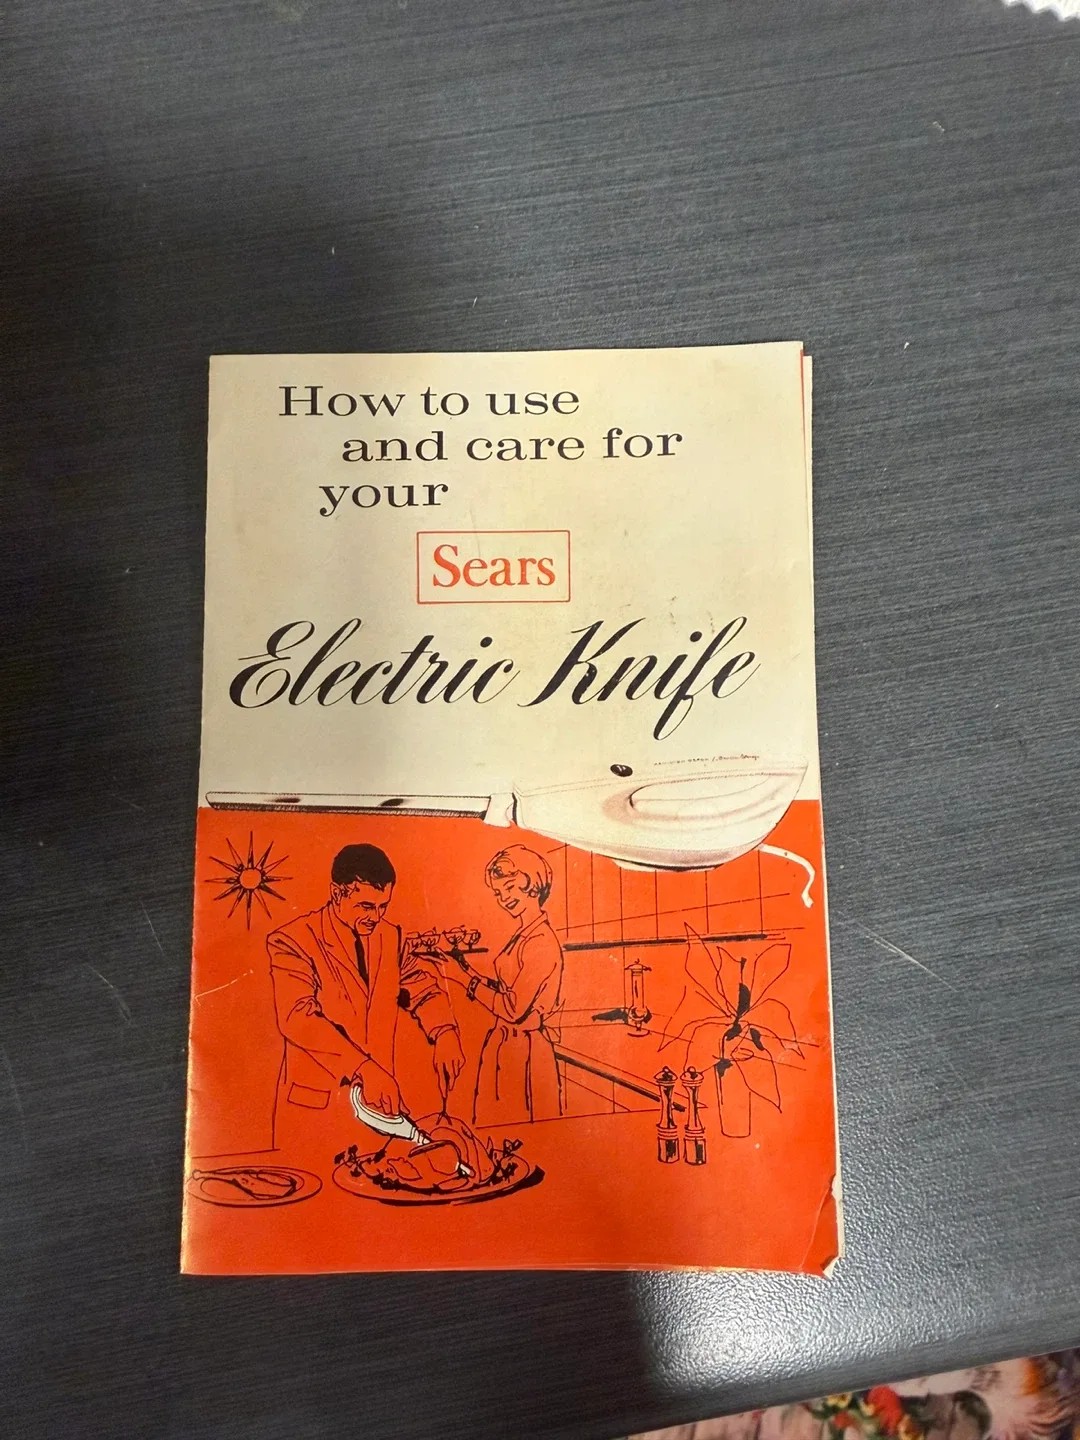 How to use
and care for
your
Sears
Electric Knife